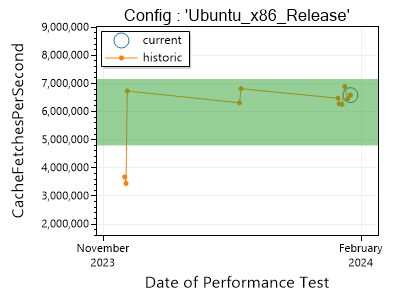 Config : 'Ubuntu_x86_Release'
CacheFetchesPerSecond
9,000,000
8,000,000
7,000,000
6,000,000
5,000,000
4,000,000
3,000,000
2,000,000
current
historic
November
2023
February
2024
Date of Performance Test